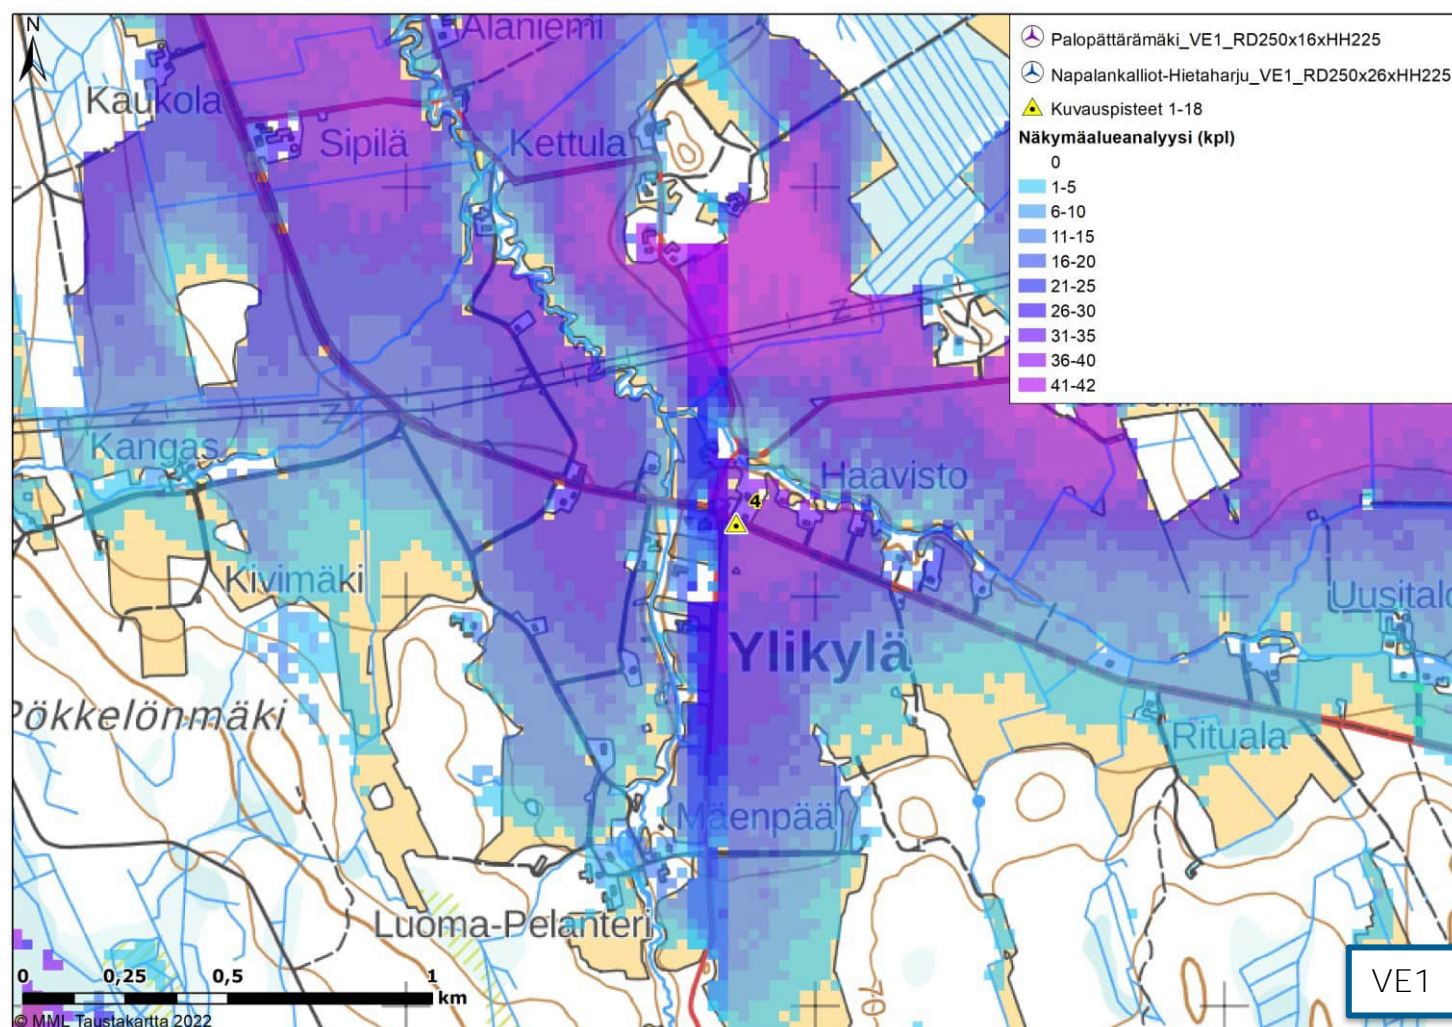 N
Alaniemi
Kaukola
Sipilä
Kettula
Palopättärämäki_VE1_RD250x16xHH225
Napalankalliot-Hietaharju_VE1_RD250x26xHH225
Kuvauspisteet 1-18
Näkymäalueanalyysi (kpl)
0
1-5
6-10
11-15
16-20
21-25
26-30
31-35
36-40
41-42
Kangas
Haavisto
4
Kivimäki
Uusitalo
Ylikylä
Pökkelönmäki
Rituala
Mäenpää
Luoma-Pelanteri
70
0 0,25 0,5 1
km
© MML Taustakartta 2022
VE1